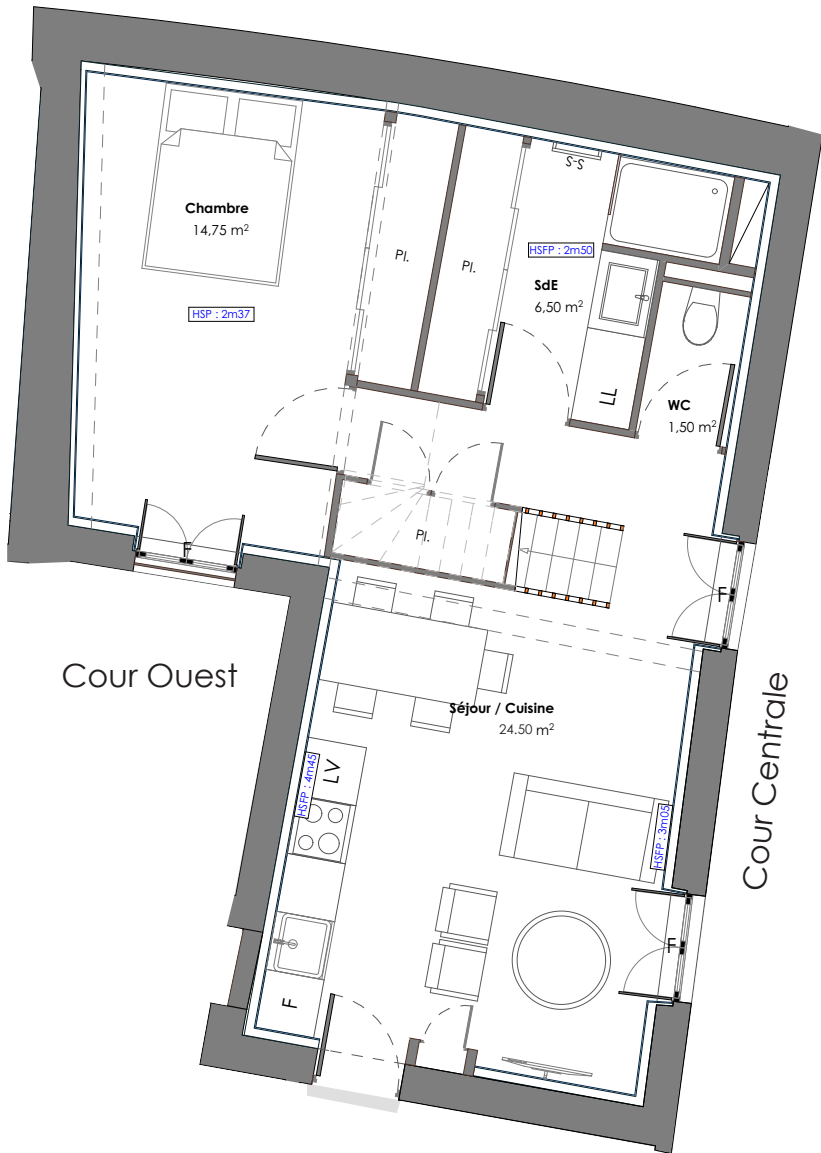 S-S
Chambre
14,75 m²
Pl.
Pl.
HSFP : 2m50
SdE
6,50 m²
HSP : 2m37
LL
WC
1,50 m²
Pl.
F
F
Cour Ouest
Séjour / Cuisine
24.50 m²
LV
HSFP : 4m45
HSFP : 3m05
Cour Centrale
F
F